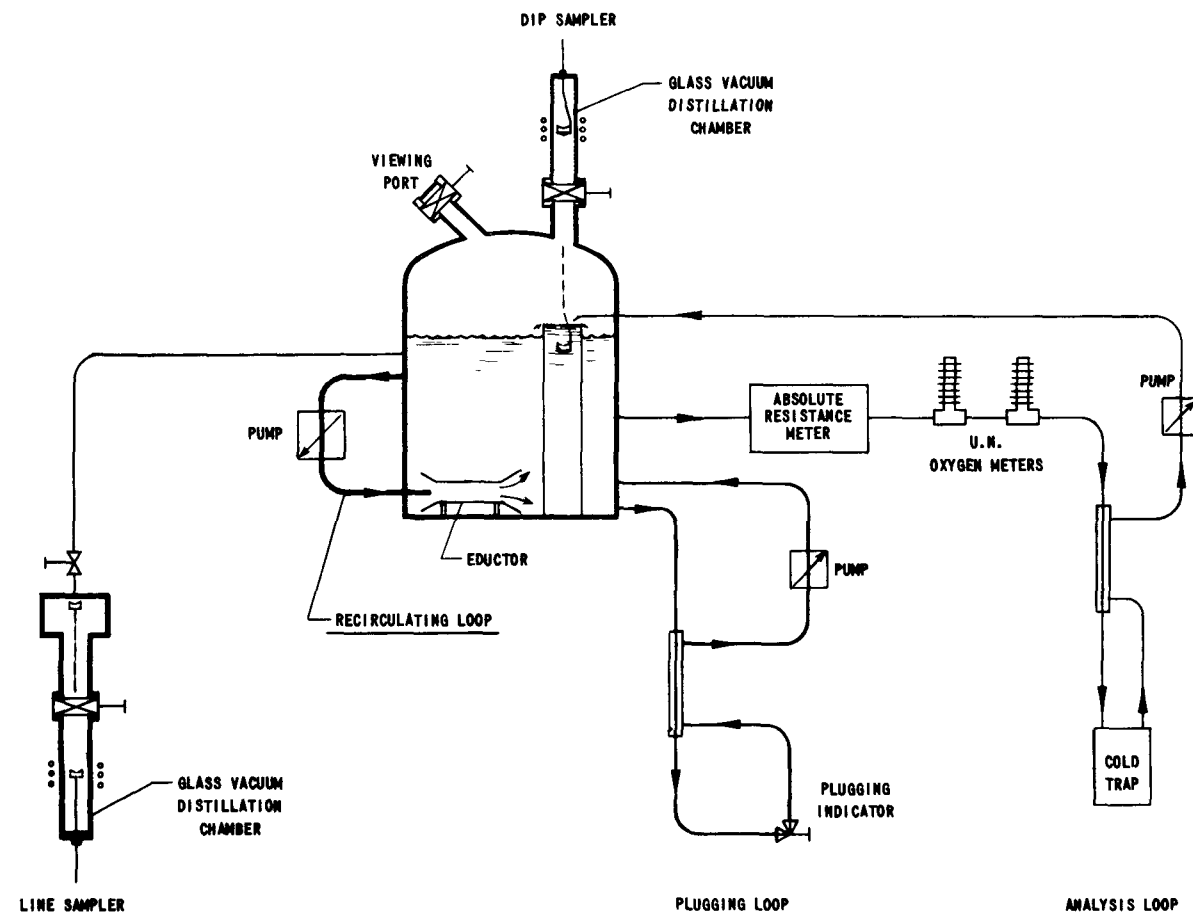 DIP SAMPLER
GLASS VACUUM
DISTILLATION
CHAMBER
VIEWING
PORT
PUMP
ABSOLUTE
RESISTANCE
METER
U.N.
OXYGEN METERS
PUMP
EDUCTOR
PUMP
RECIRCULATING LOOP
COLD
TRAP
GLASS VACUUM
DISTILLATION
CHAMBER
PLUGGING
INDICATOR
LINE SAMPLER
PLUGGING LOOP
ANALYSIS LOOP